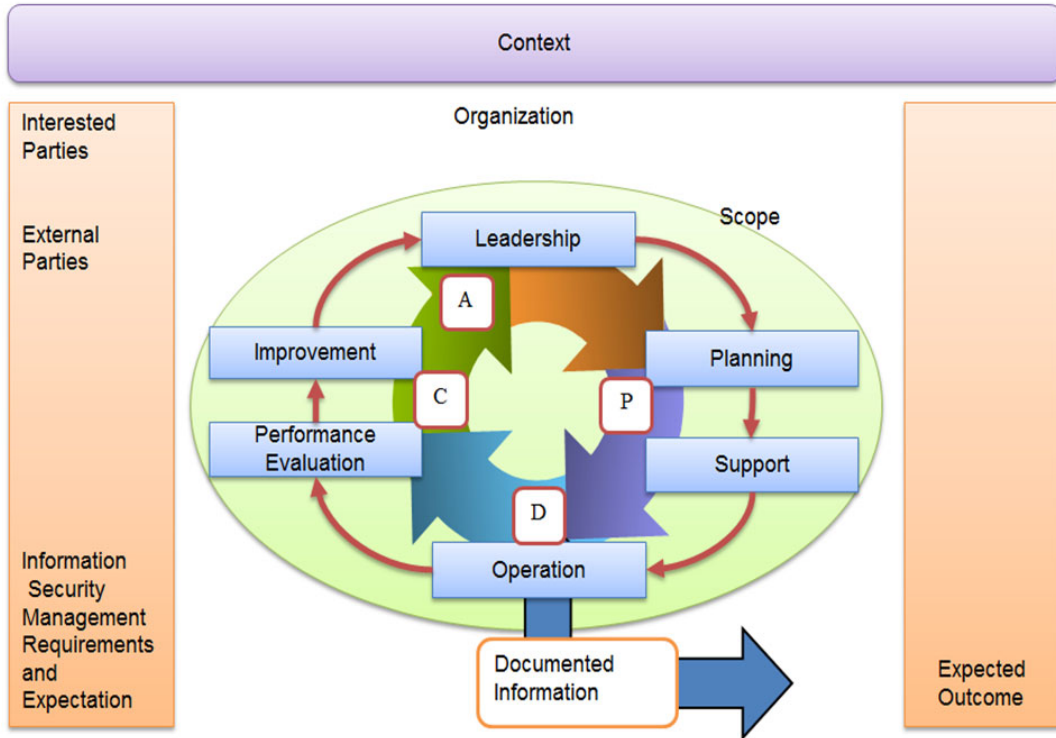 Context
Interested
Parties
External
Parties
Information
Security
Management
Requirements
and
Expectation
Organization
Scope
Leadership
A
Improvement
Planning
C
P
Performance
Evaluation
Support
D
Operation
Documented
Information
Expected
Outcome